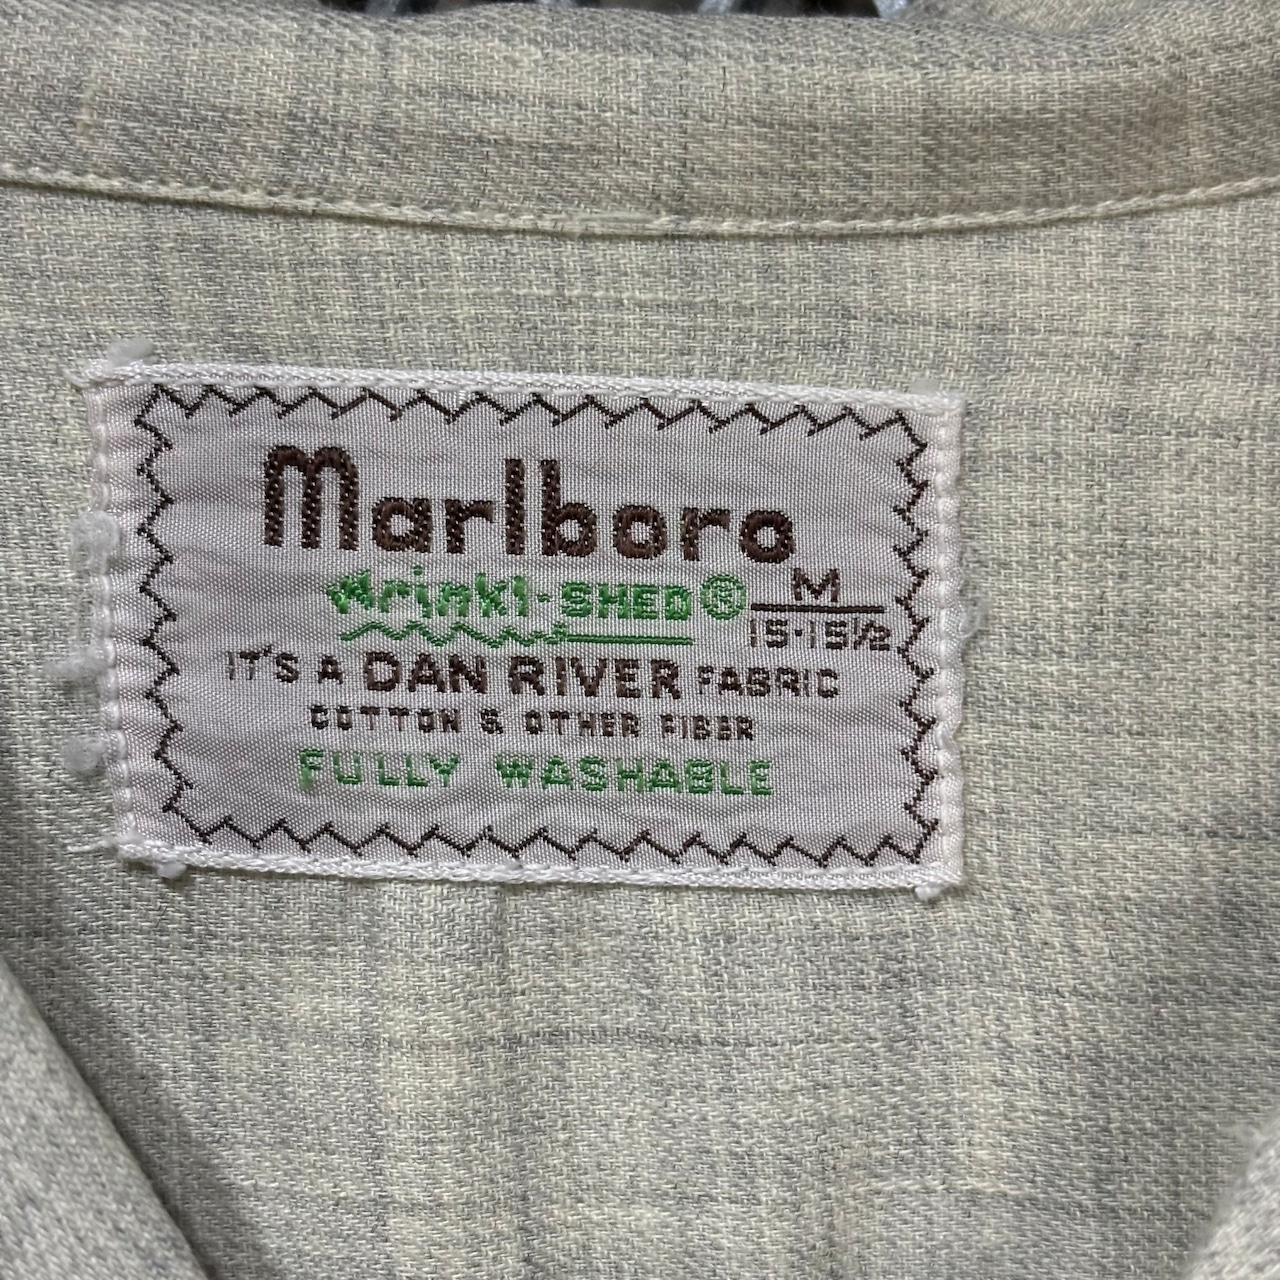 Marlboro
wrinkl-SHED®
M
15·15½
IT'S A DAN RIVER FABRIC
COTTON & OTHER FIBER
FULLY WASHABLE